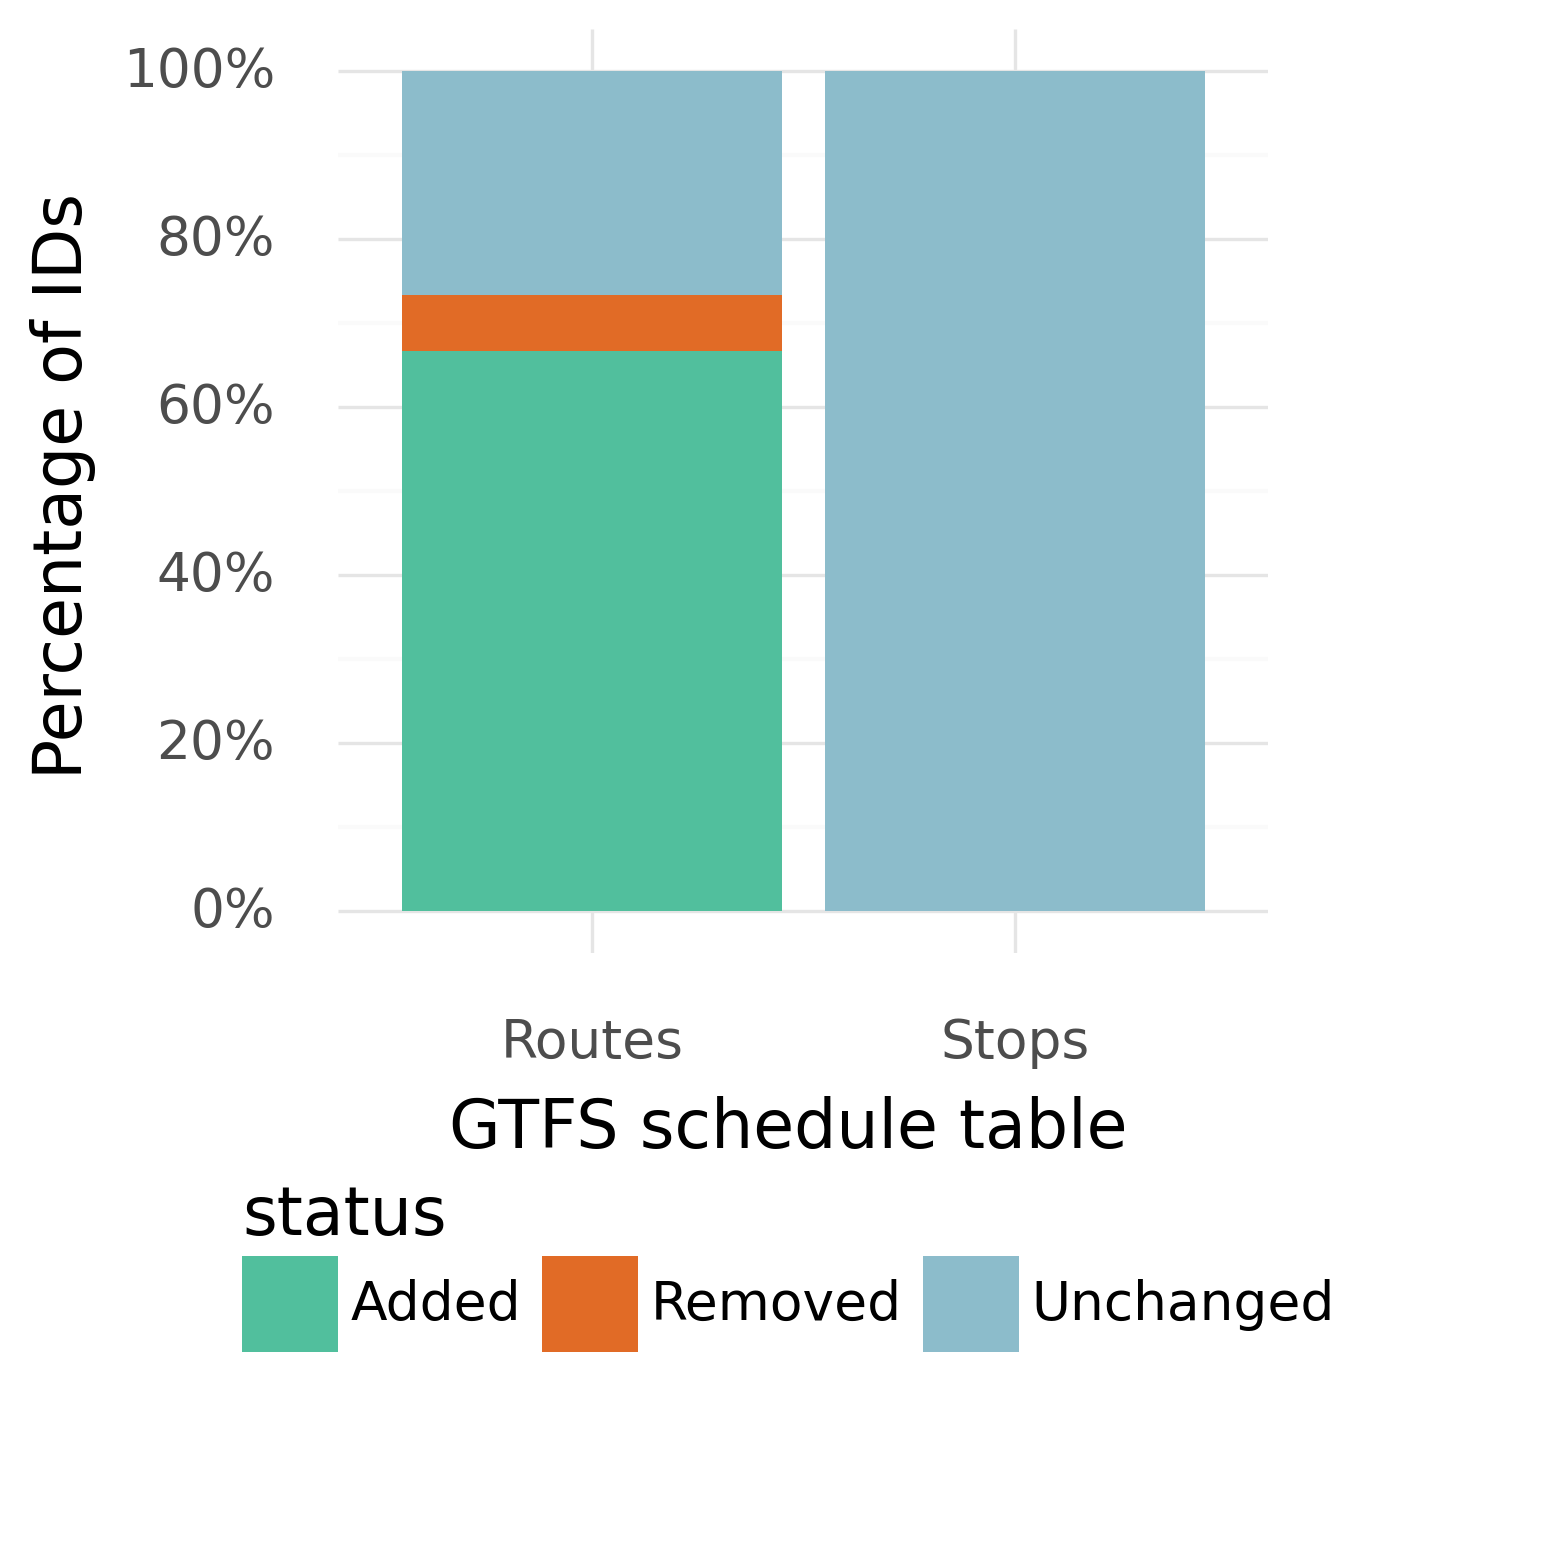 Percentage of IDs
100%
80%
60%
40%
20%
0%
Routes Stops
GTFS schedule table
status
Added Removed Unchanged